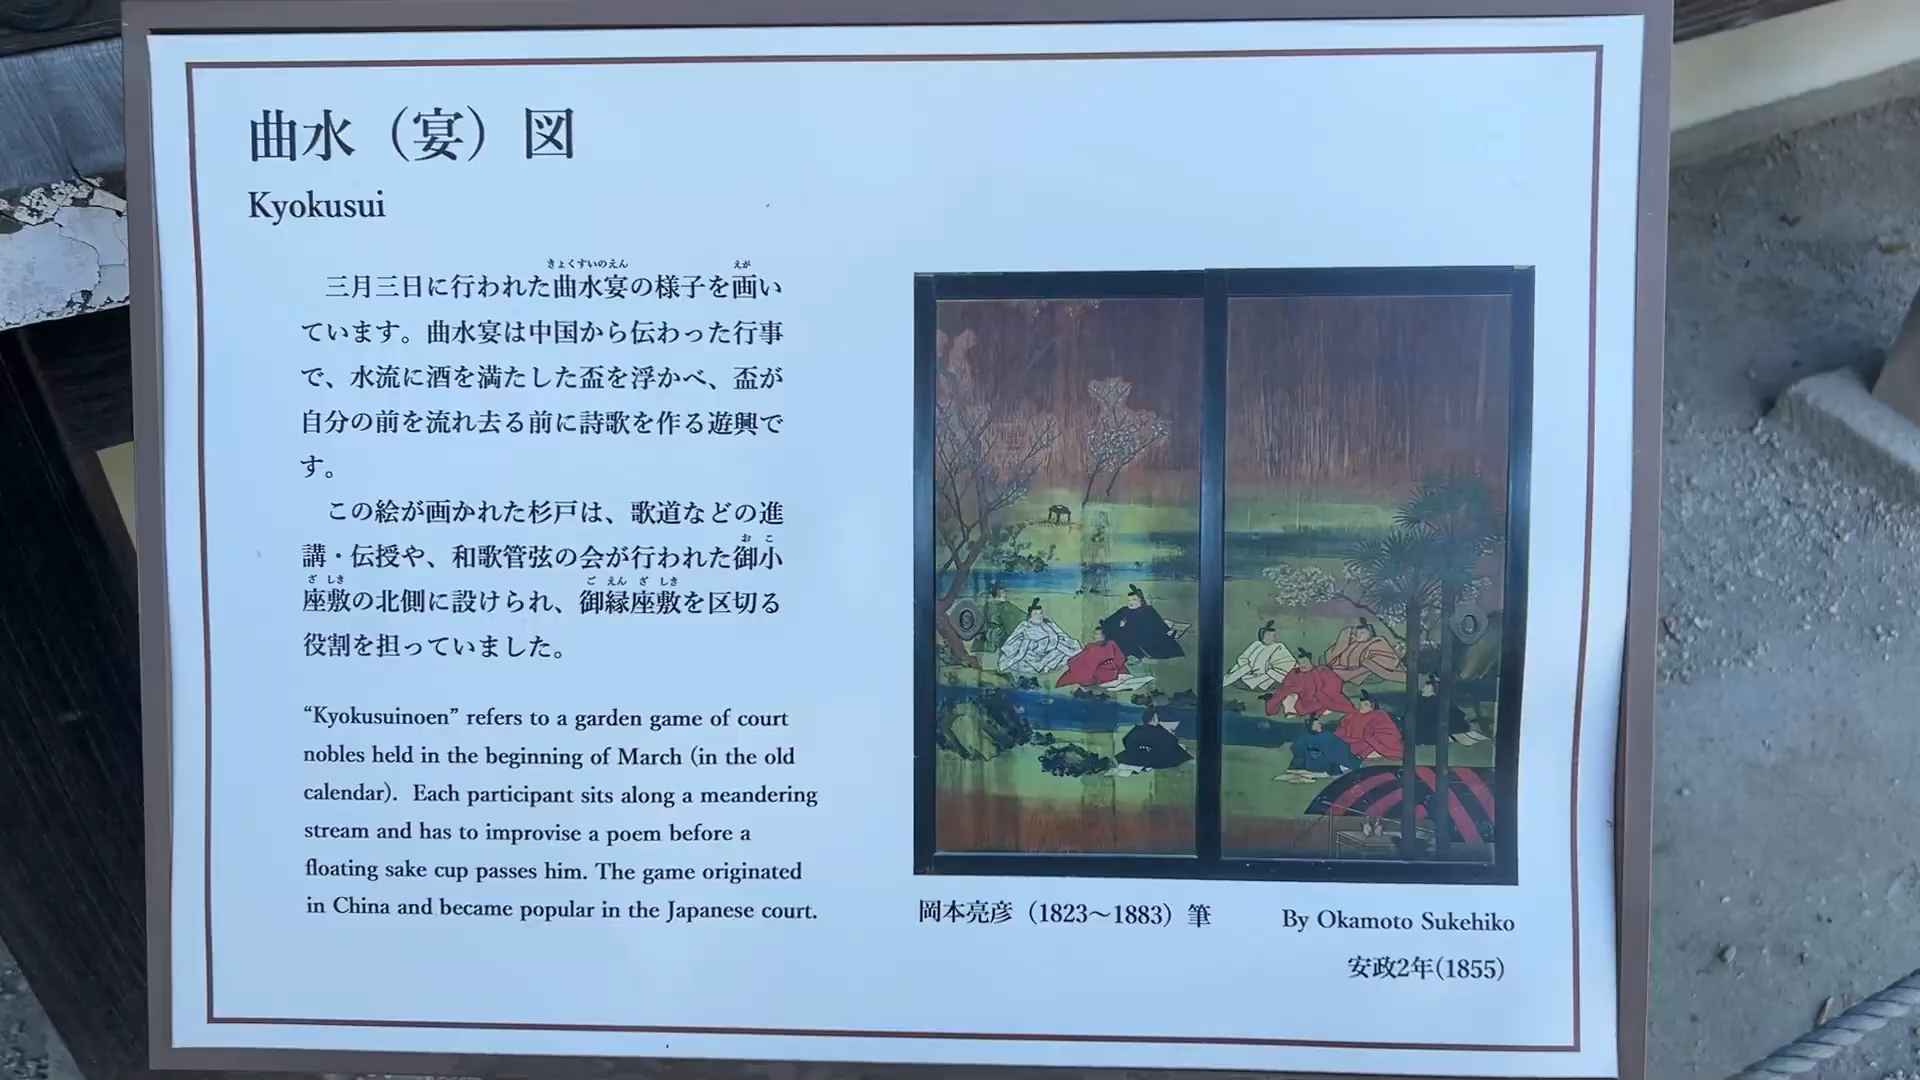 曲水（宴）図
Kyokusui
きょくすいのえん えが
三月三日に行われた曲水宴の様子を画い
ています。曲水宴は中国から伝わった行事
で、水流に酒を満たした盃を浮かべ、盃が
自分の前を流れ去る前に詩歌を作る遊興で
す。
この絵が画かれた杉戸は、歌道などの進
お こ
講・伝授や、和歌管弦の会が行われた御小
ざ しき ご えん ざ しき
座敷の北側に設けられ、御縁座敷を区切る
役割を担っていました。
“Kyokusuinoen” refers to a garden game of court
nobles held in the beginning of March (in the old
calendar). Each participant sits along a meandering
stream and has to improvise a poem before a
floating sake cup passes him. The game originated
in China and became popular in the Japanese court.
岡本亮彦（1823〜1883）筆 By Okamoto Sukehiko
安政2年(1855)